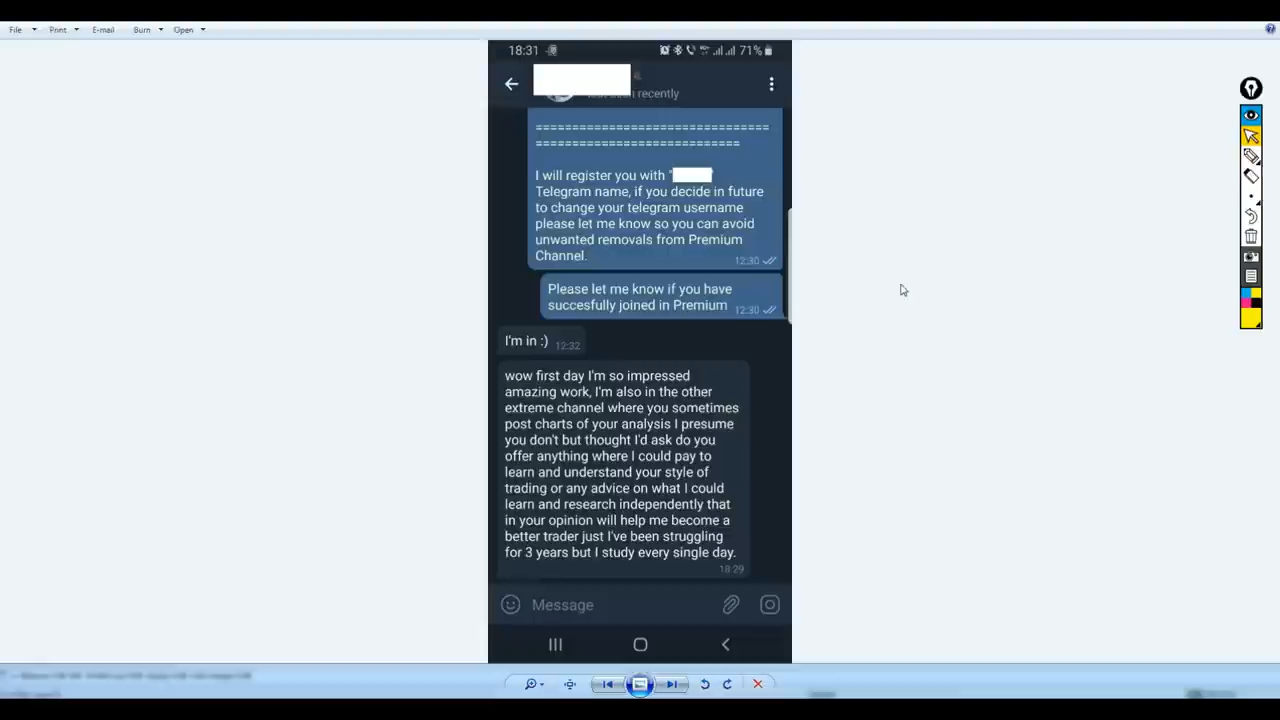 File Print E-mail Burn Open
18:31 71%
recently
==============================
==========================
I will register you with "
Telegram name, if you decide in future
to change your telegram username
please let me know so you can avoid
unwanted removals from Premium
Channel.
12:30
Please let me know if you have
succesfully joined in Premium
12:30
I'm in :) 12:32
wow first day I'm so impressed
amazing work, I'm also in the other
extreme channel where you sometimes
post charts of your analysis I presume
you don't but thought I'd ask do you
offer anything where I could pay to
learn and understand your style of
trading or any advice on what I could
learn and research independently that
in your opinion will help me become a
better trader just I've been struggling
for 3 years but I study every single day.
18:29
Message